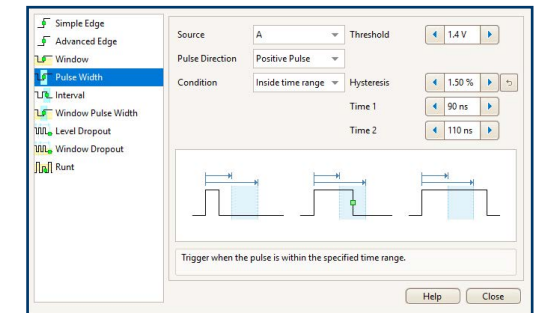 Simple Edge
Advanced Edge
Window
Pulse Width
Interval
Window Pulse Width
Level Dropout
Window Dropout
Runt
Source A Threshold 1.4 V
Pulse Direction Positive Pulse
Condition Inside time range Hysteresis 1.50 %
Time 1 90 ns
Time 2 110 ns
Trigger when the pulse is within the specified time range.
Help Close